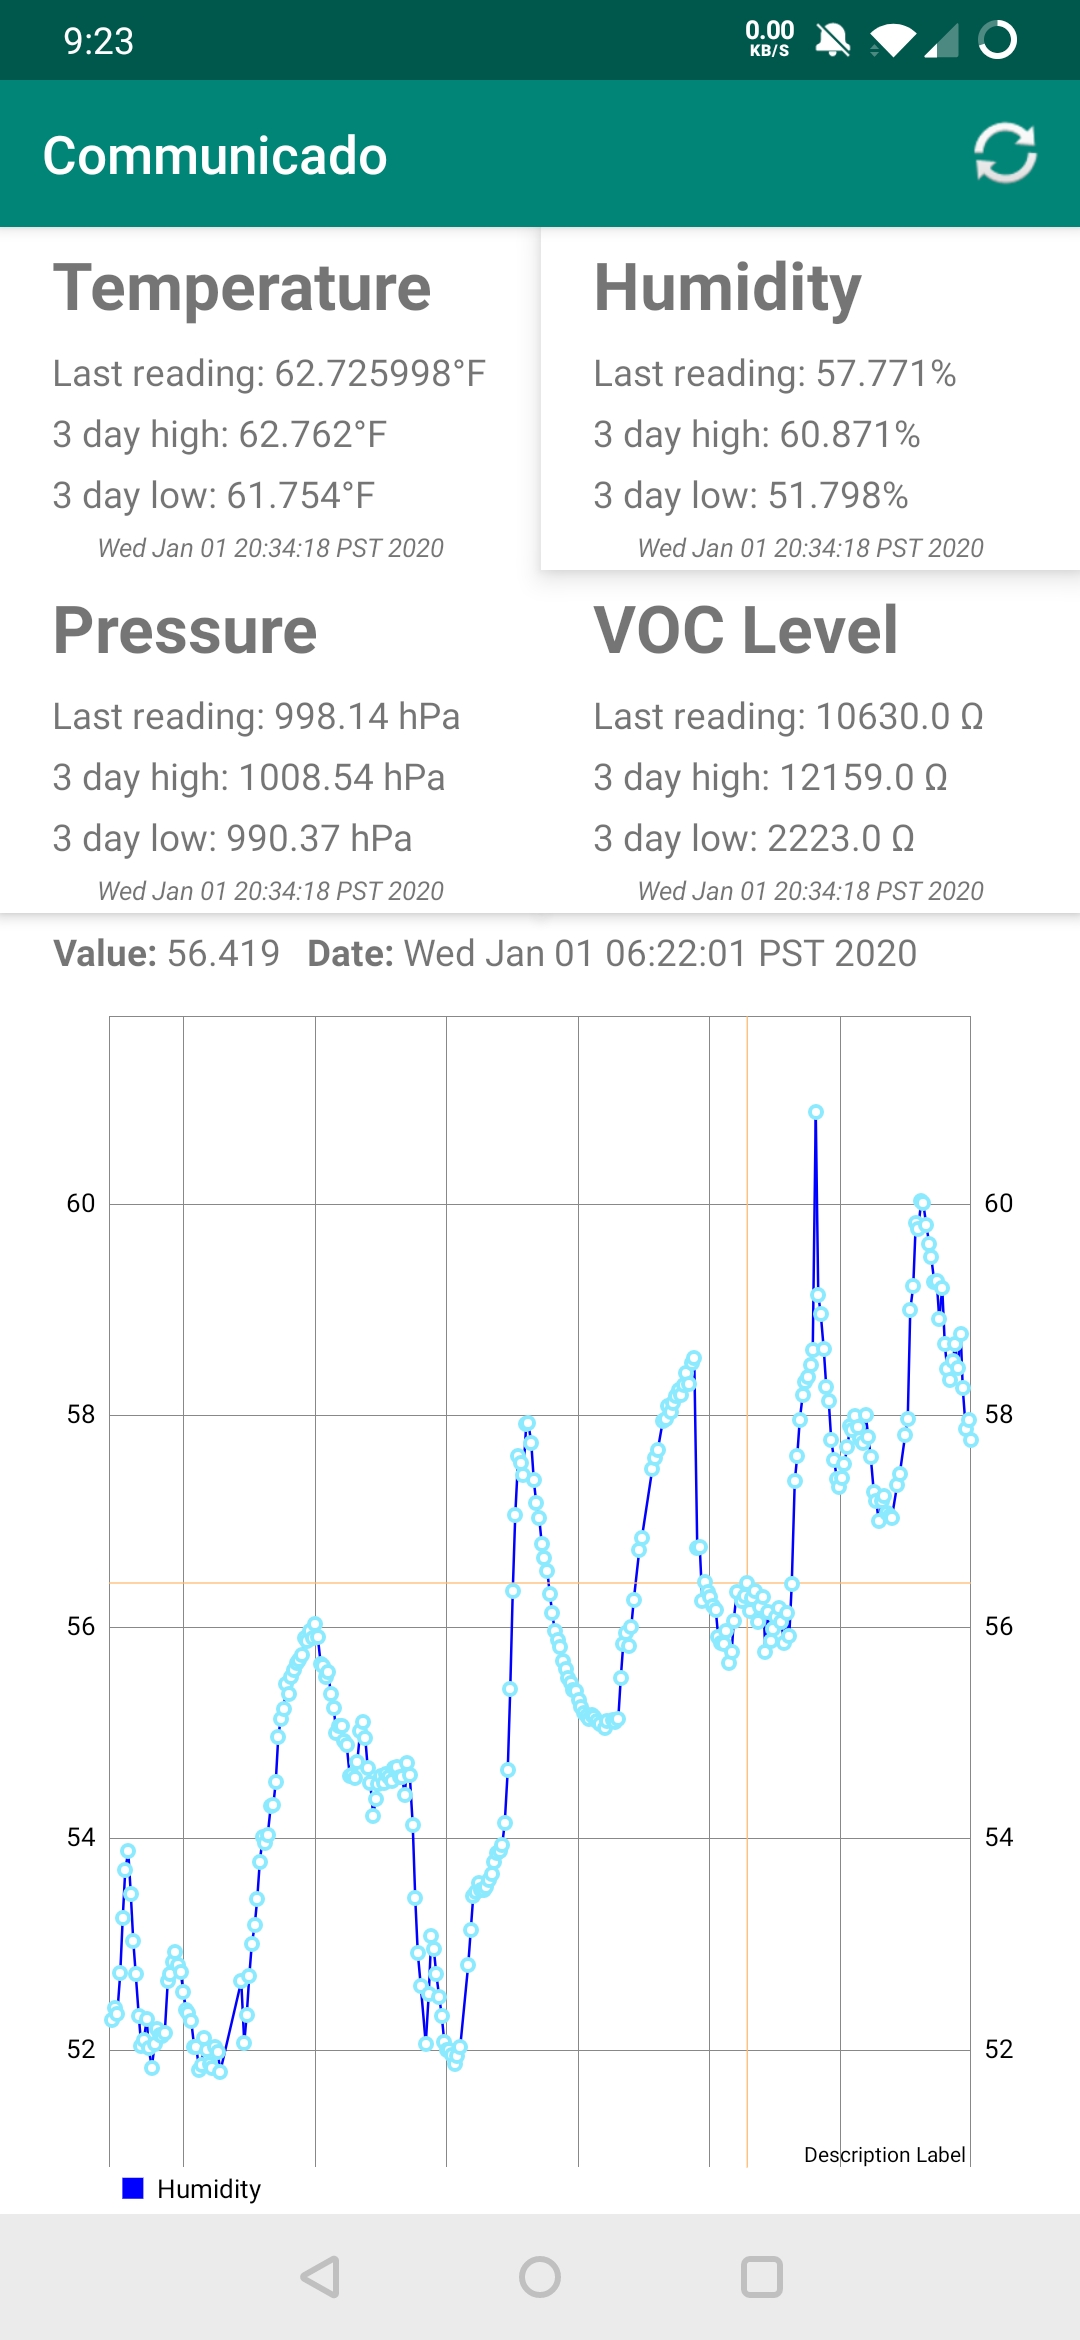 9:23
0.00
KB/S
Communicado
Temperature
Last reading: 62.725998°F
3 day high: 62.762°F
3 day low: 61.754°F
Wed Jan 01 20:34:18 PST 2020
Humidity
Last reading: 57.771%
3 day high: 60.871%
3 day low: 51.798%
Wed Jan 01 20:34:18 PST 2020
Pressure
Last reading: 998.14 hPa
3 day high: 1008.54 hPa
3 day low: 990.37 hPa
Wed Jan 01 20:34:18 PST 2020
VOC Level
Last reading: 10630.0 Ω
3 day high: 12159.0 Ω
3 day low: 2223.0 Ω
Wed Jan 01 20:34:18 PST 2020
Value: 56.419 Date: Wed Jan 01 06:22:01 PST 2020
60 60
58 58
56 56
54 54
52 52
Description Label
Humidity